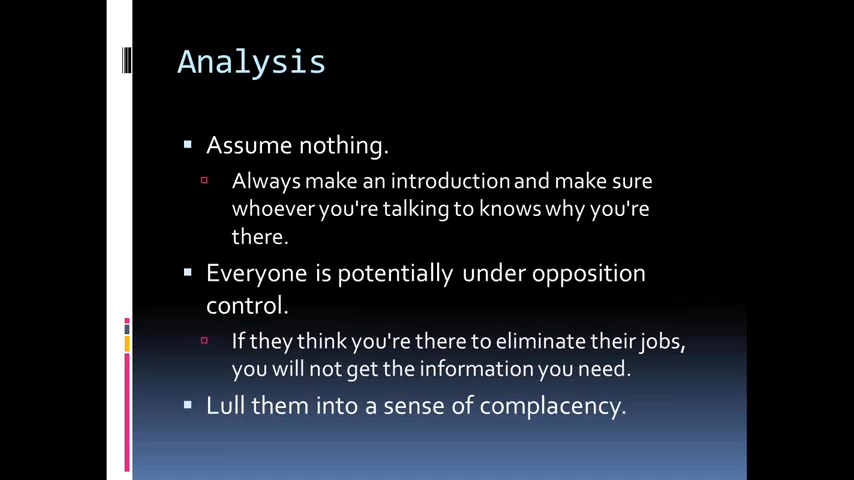 Analysis
Assume nothing.
Always make an introduction and make sure
whoever you're talking to knows why you're
there.
Everyone is potentially under opposition
control.
If they think you're there to eliminate their jobs,
you will not get the information you need.
Lull them into a sense of complacency.